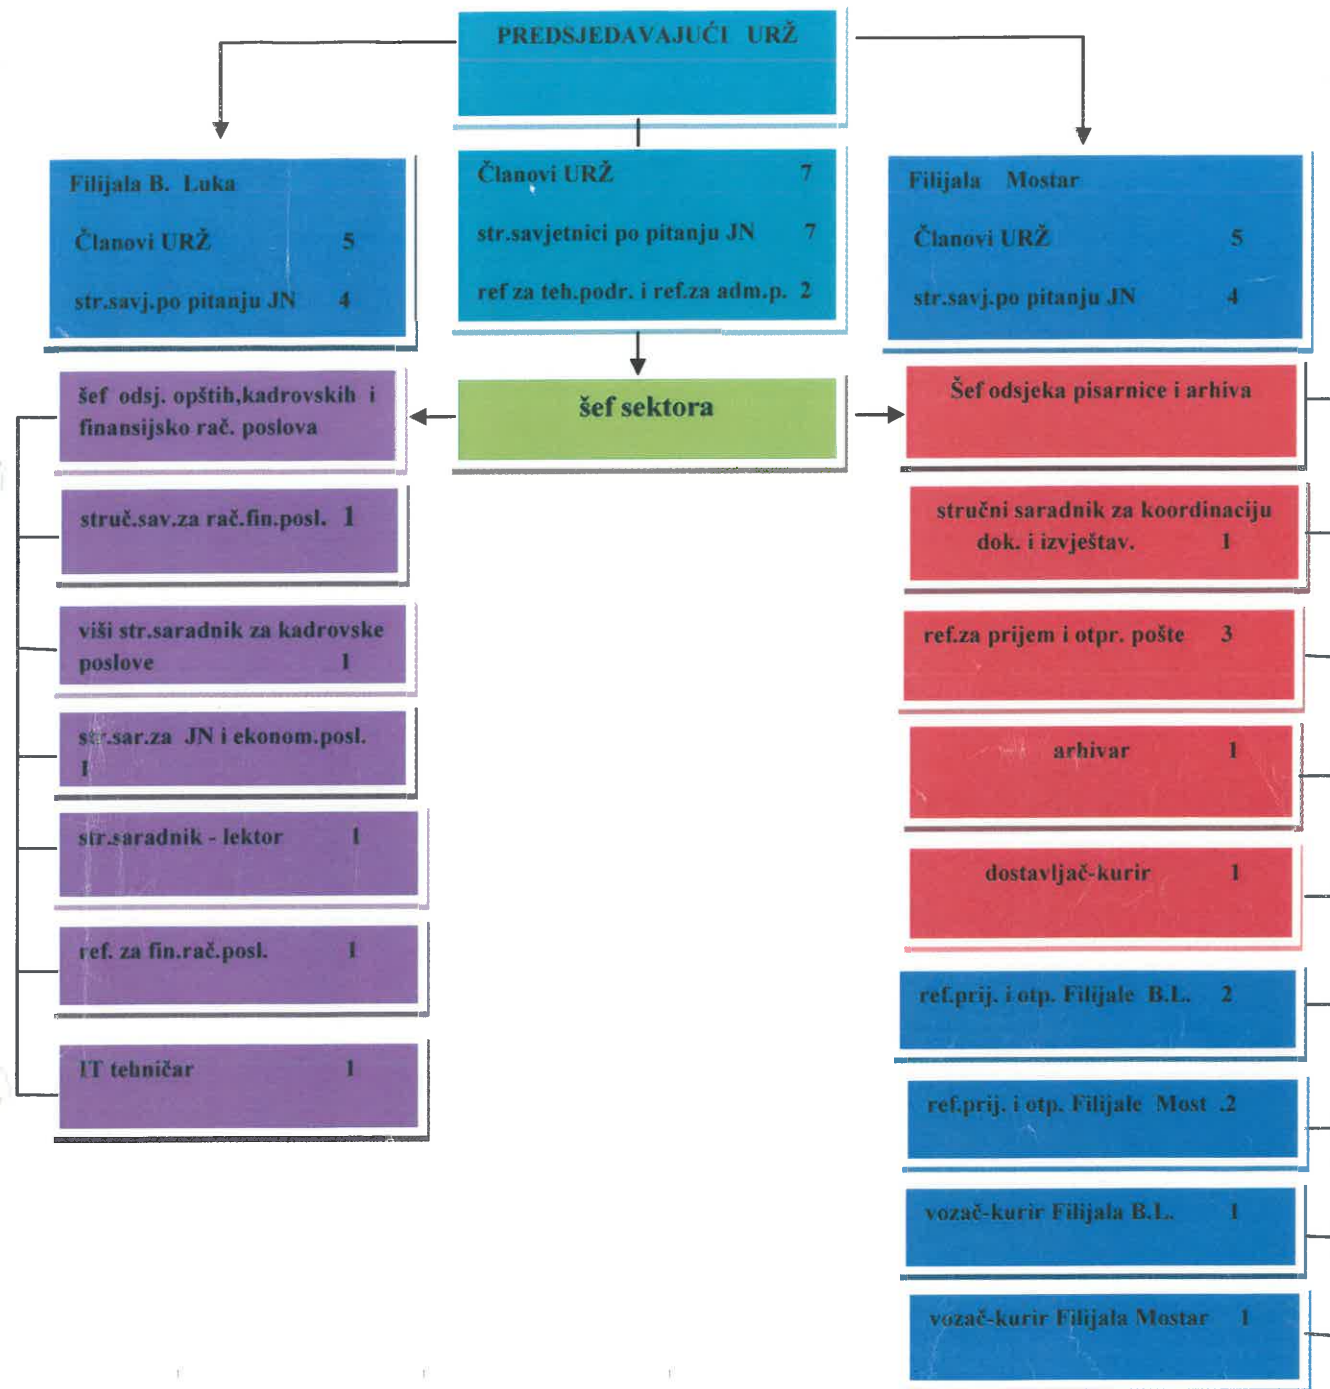 PREDSJEDAVAJUĆI URŽ
Filijala B. Luka
Članovi URŽ 5
str.savj.po pitanju JN 4
Članovi URŽ 7
str.savjetnici po pitanju JN 7
ref za teh.podr. i ref.za adm.p. 2
Filijala Mostar
Članovi URŽ 5
str.savj.po pitanju JN 4
šef sektora
šef odsj. opštih,kadrovskih i
finansijsko rač. poslova
struč.sav.za rač.fin.posl. 1
viši str.saradnik za kadrovske
poslove 1
str.sar.za JN i ekonom.posl.
1
str.saradnik - lektor 1
ref. za fin.rač.posl. 1
IT tehničar 1
Šef odsjeka pisarnice i arhiva
stručni saradnik za koordinaciju
dok. i izvještav. 1
ref.za prijem i otpr. pošte 3
arhivar 1
dostavljač-kurir 1
ref.prij. i otp. Filijale B.L. 2
ref.prij. i otp. Filijale Most .2
vozač-kurir Filijala B.L. 1
vozač-kurir Filijala Mostar 1